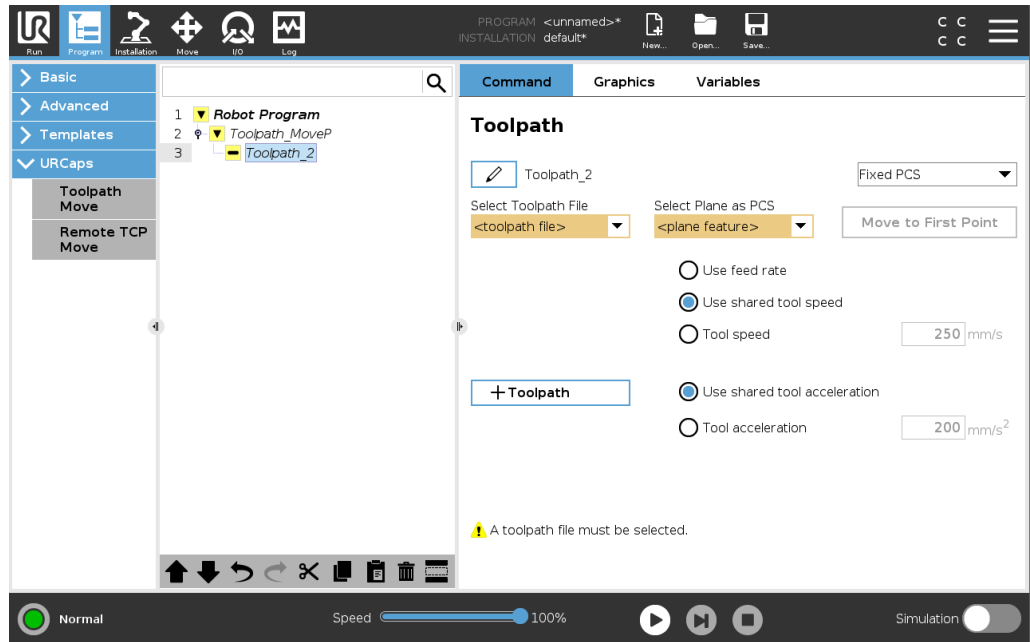 PROGRAM <unnamed>*
INSTALLATION default*
UR
Run
Program
Installation
Move
I/O
Log
New...
Open...
Save...
C C
C C
Basic
Advanced
Templates
URCaps
Toolpath
Move
Remote TCP
Move
1 Robot Program
2 Toolpath_MoveP
3 Toolpath_2
Command Graphics Variables
Toolpath
Toolpath_2
Fixed PCS
Select Toolpath File
<toolpath file>
Select Plane as PCS
<plane feature>
Move to First Point
Use feed rate
Use shared tool speed
Tool speed 250 mm/s
+Toolpath
Use shared tool acceleration
Tool acceleration 200 mm/s²
A toolpath file must be selected.
Normal
Speed 100%
Simulation